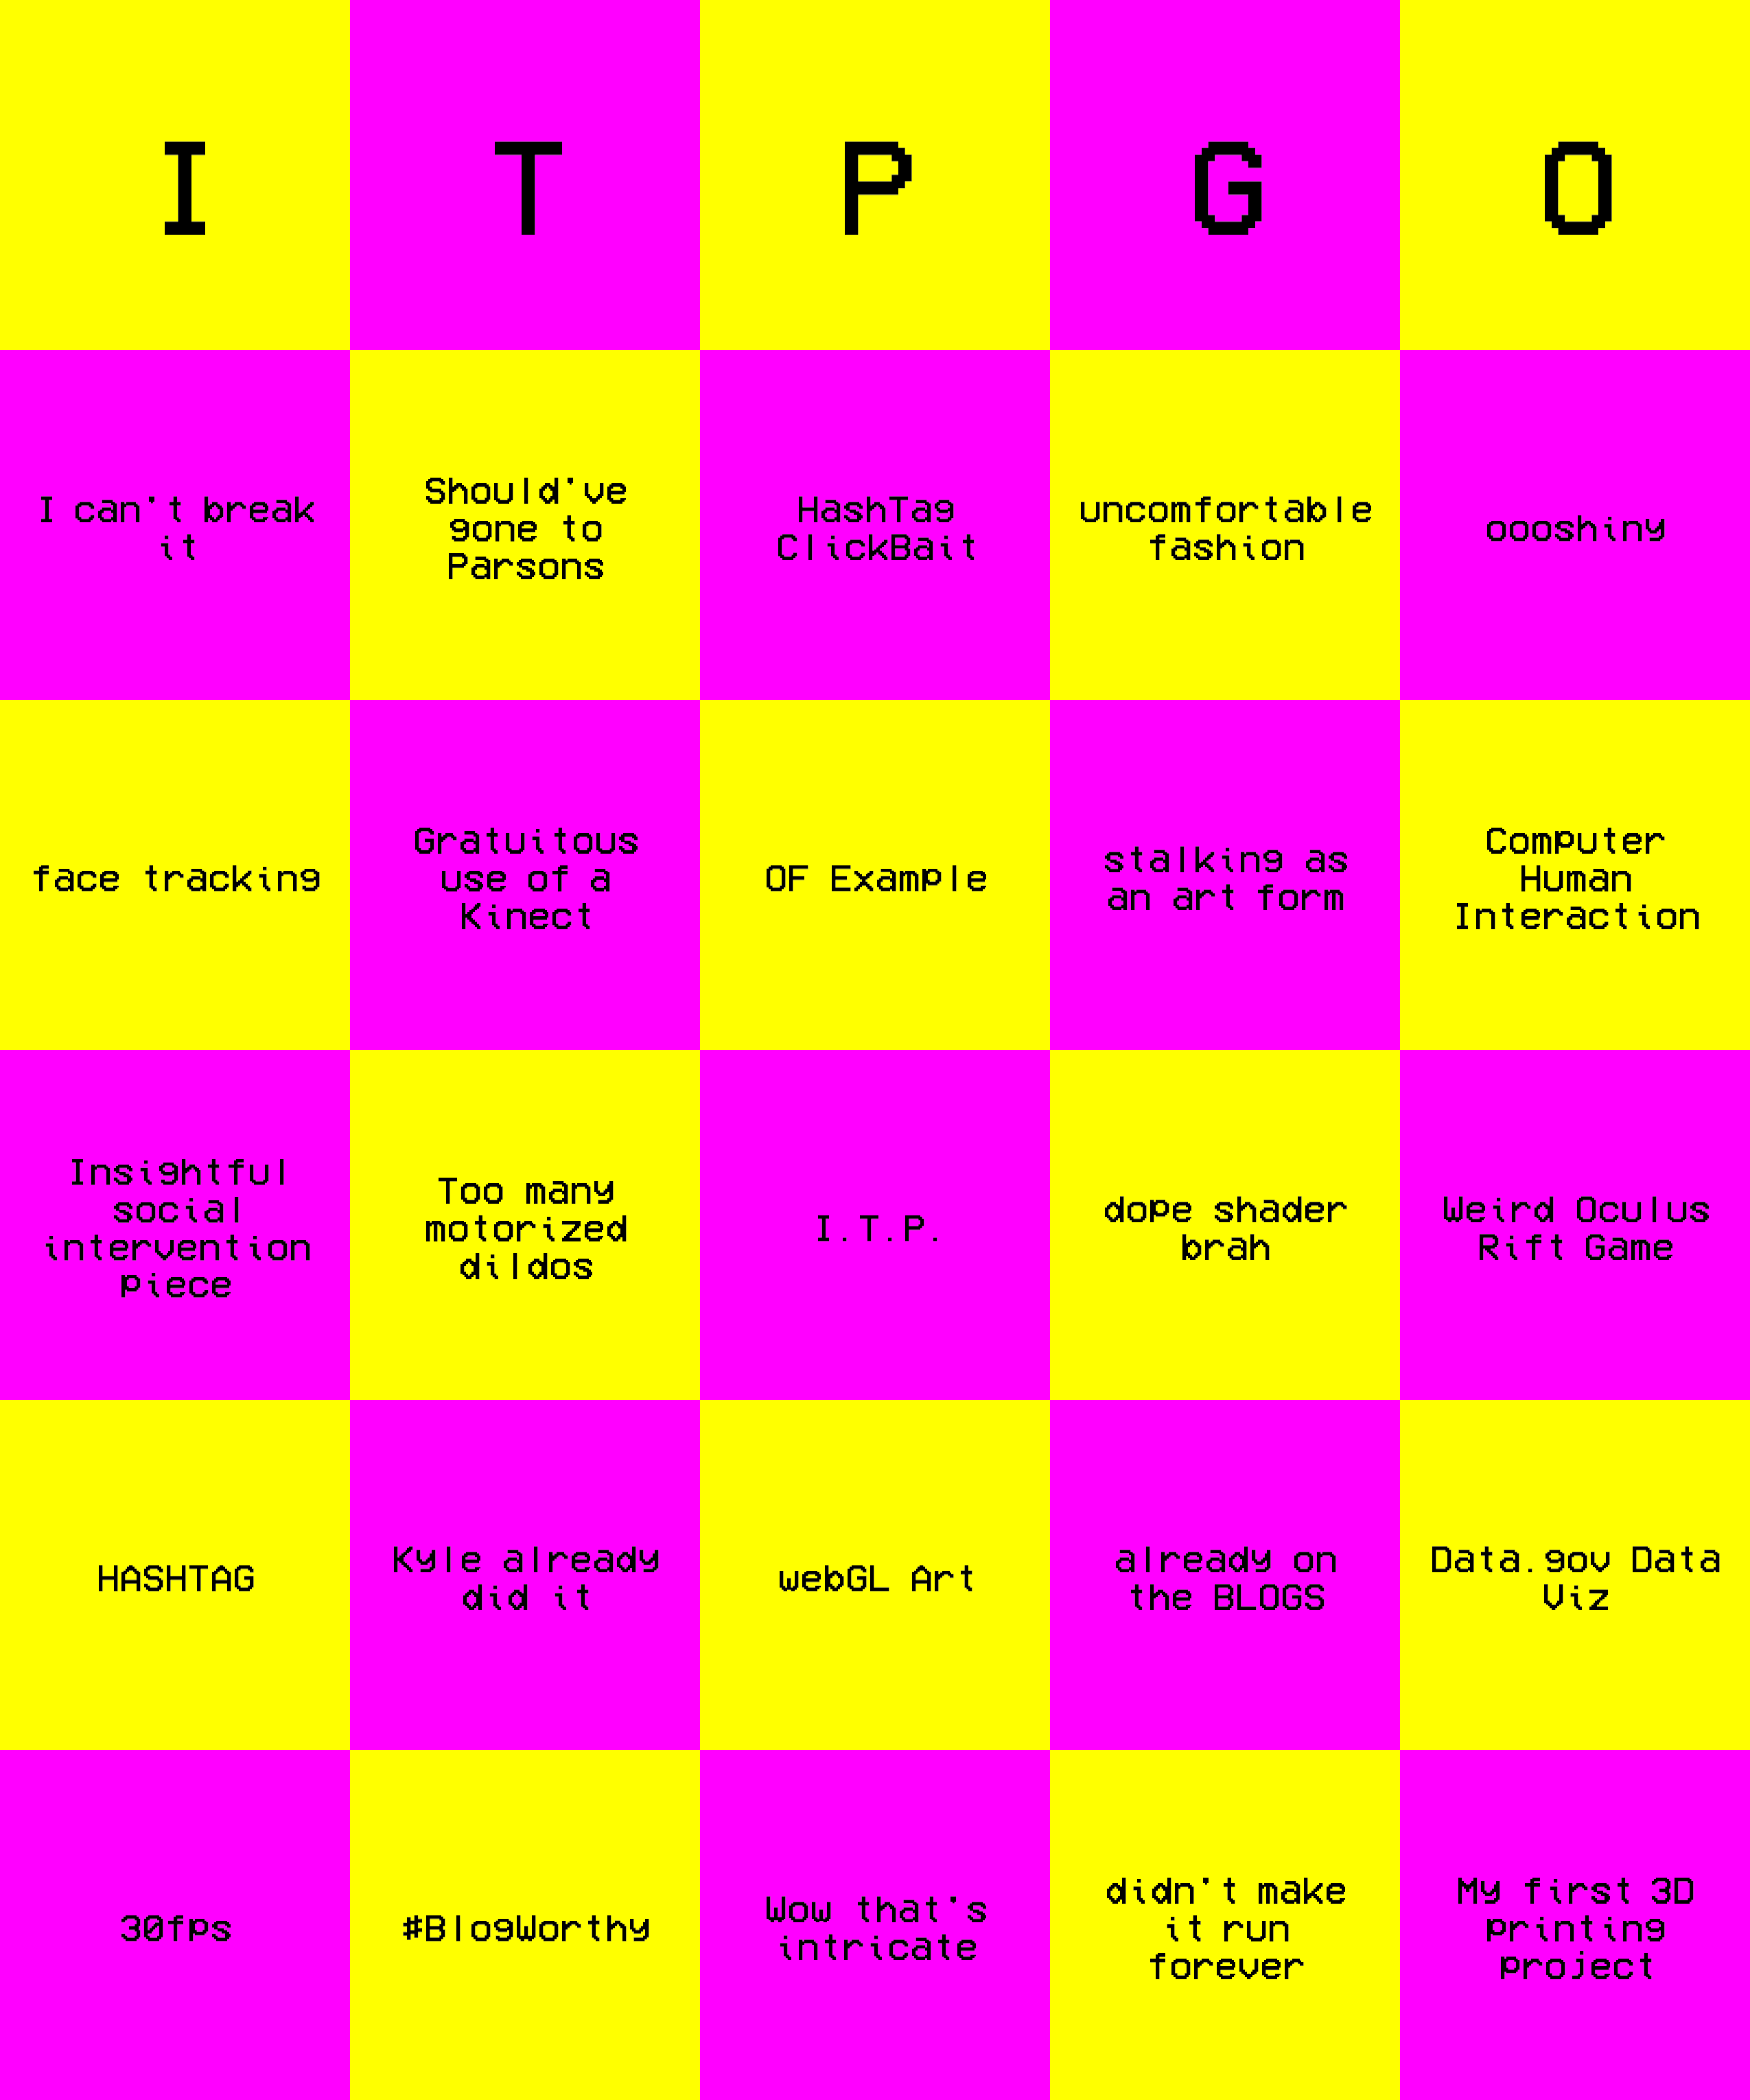 I T P G O
I can't break
it
Should've
gone to
Parsons
HashTag
ClickBait
uncomfortable
fashion
oooshiny
face tracking
Gratuitous
use of a
Kinect
OF Example
stalking as
an art form
Computer
Human
Interaction
Insightful
social
intervention
piece
Too many
motorized
dildos
I.T.P.
dope shader
brah
Weird Oculus
Rift Game
HASHTAG
Kyle already
did it
webGL Art
already on
the BLOGS
Data.gov Data
Viz
30fps
#BlogWorthy
Wow that's
intricate
didn't make
it run
forever
My first 3D
printing
project